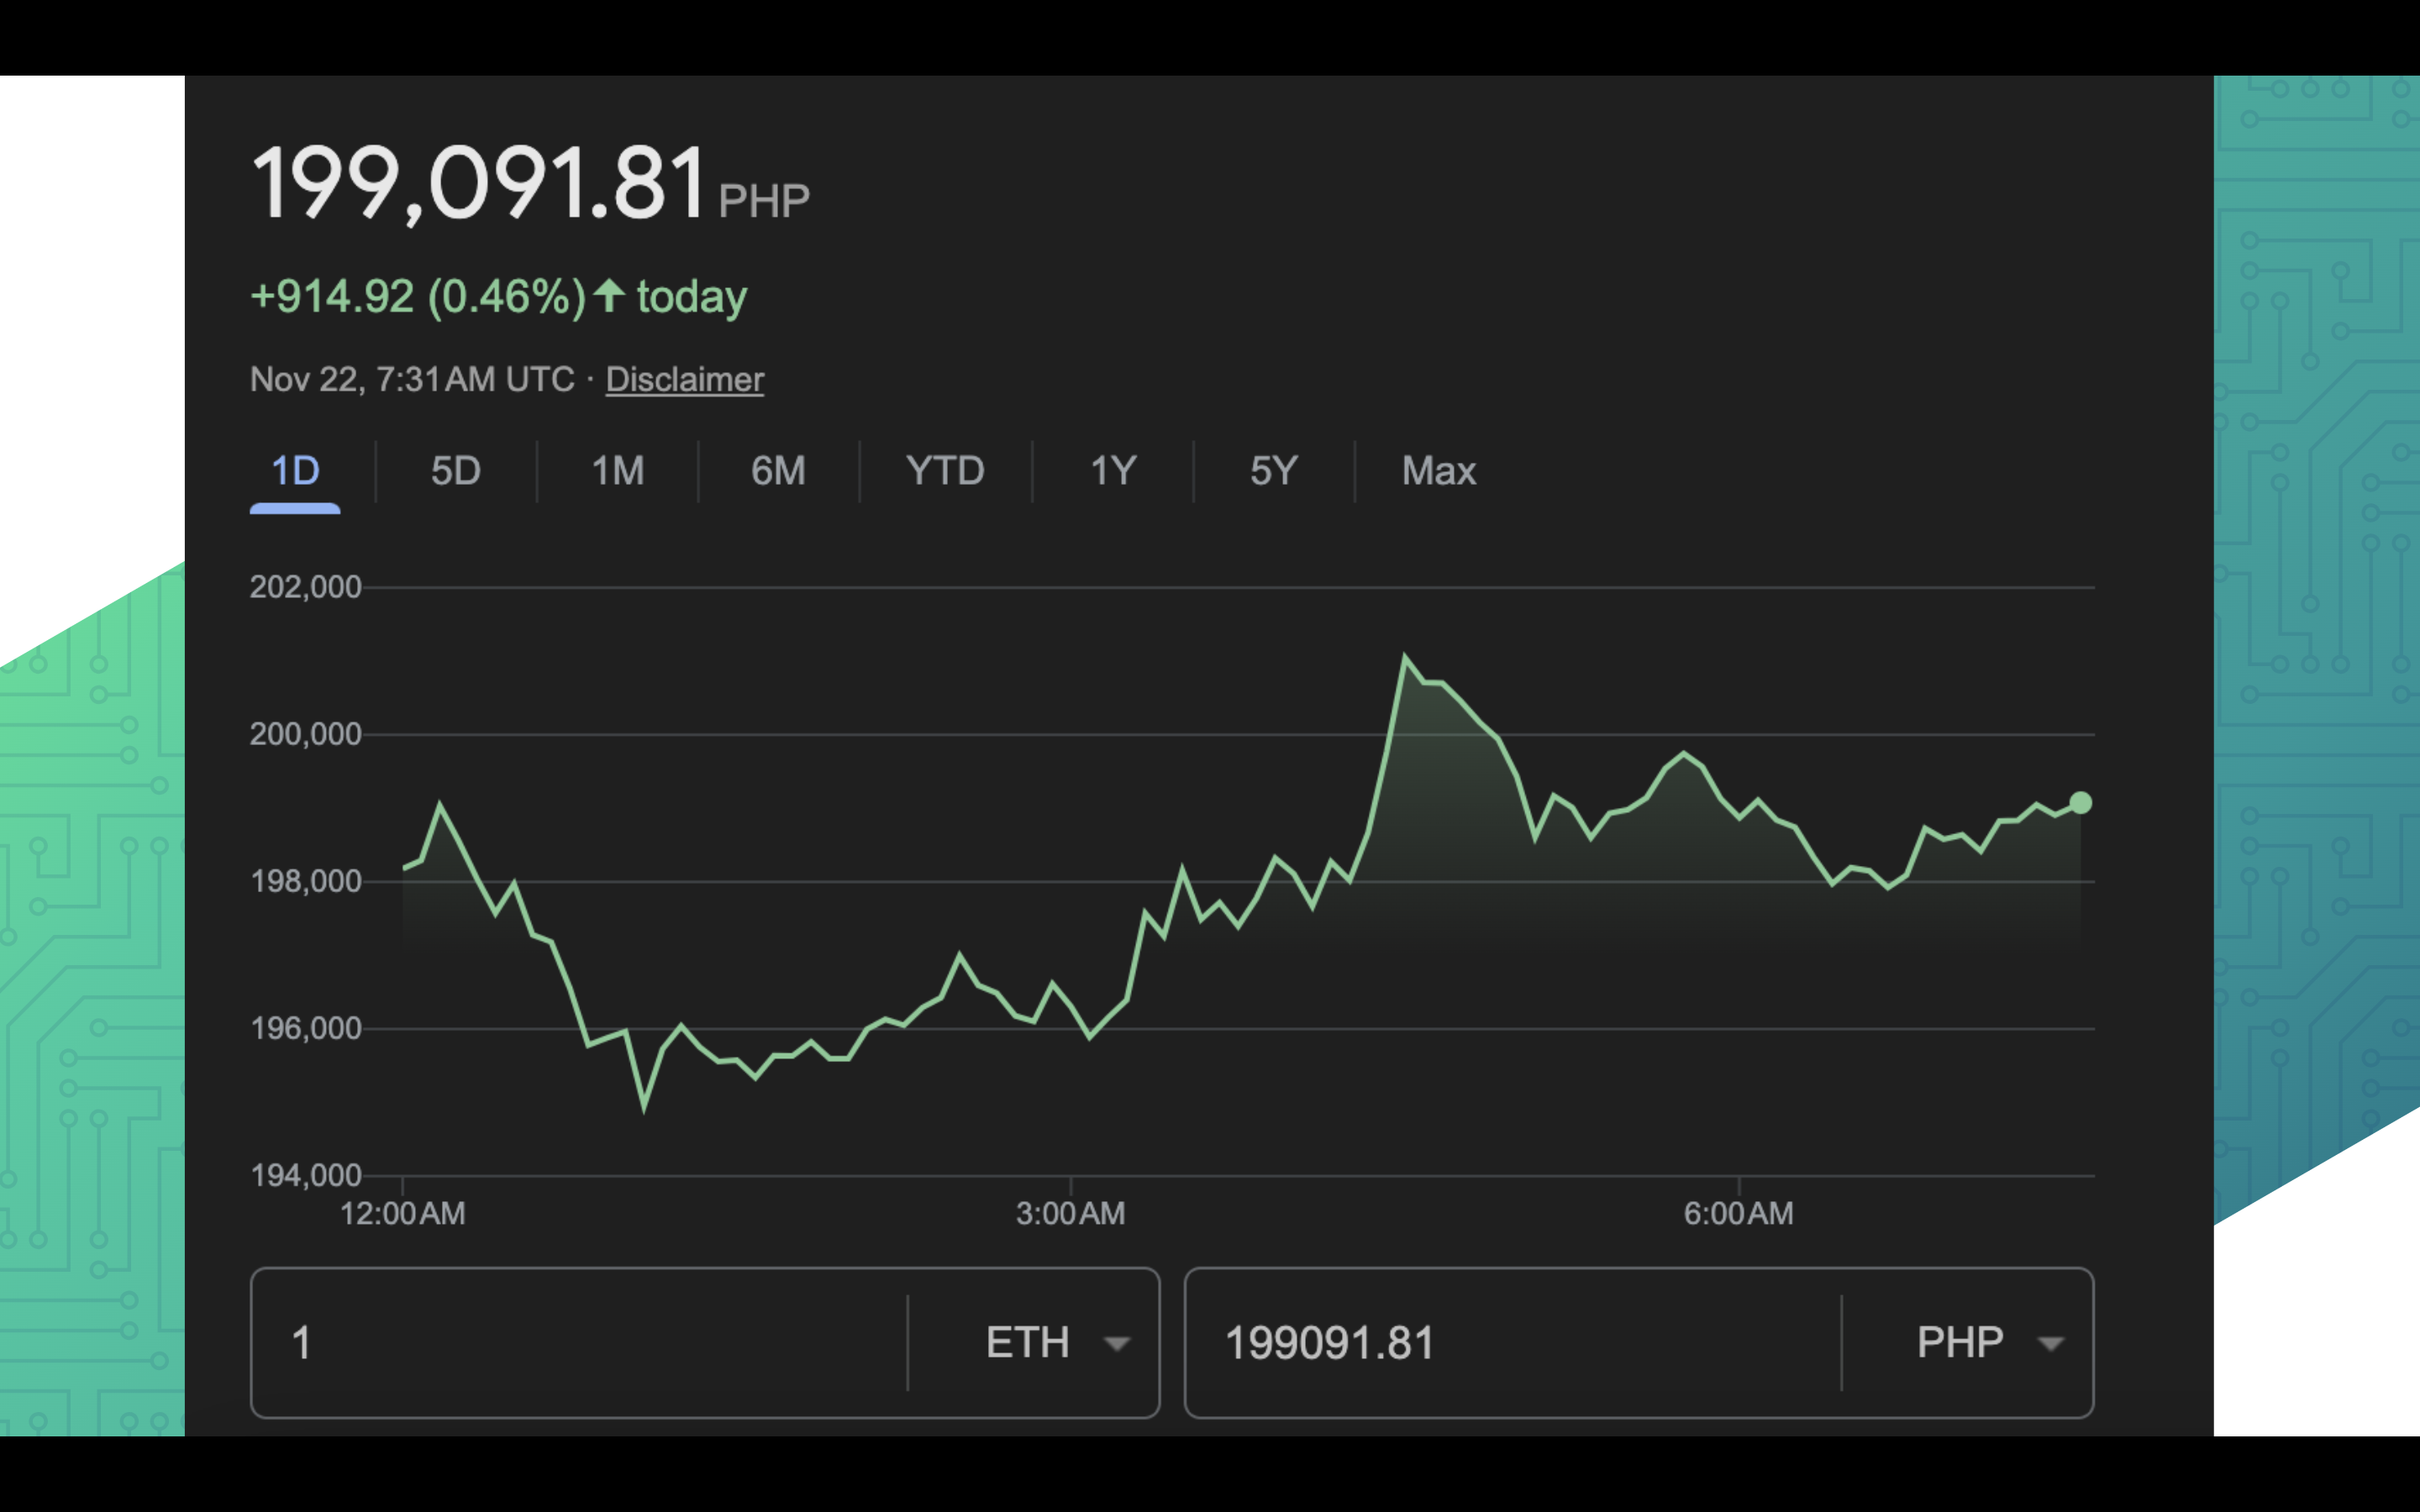 199,091.81 PHP
+914.92 (0.46%) ↑ today
Nov 22, 7:31 AM UTC · Disclaimer
1D 5D 1M 6M YTD 1Y 5Y Max
202,000
200,000
198,000
196,000
194,000
12:00 AM 3:00 AM 6:00 AM
1 ETH 199091.81 PHP